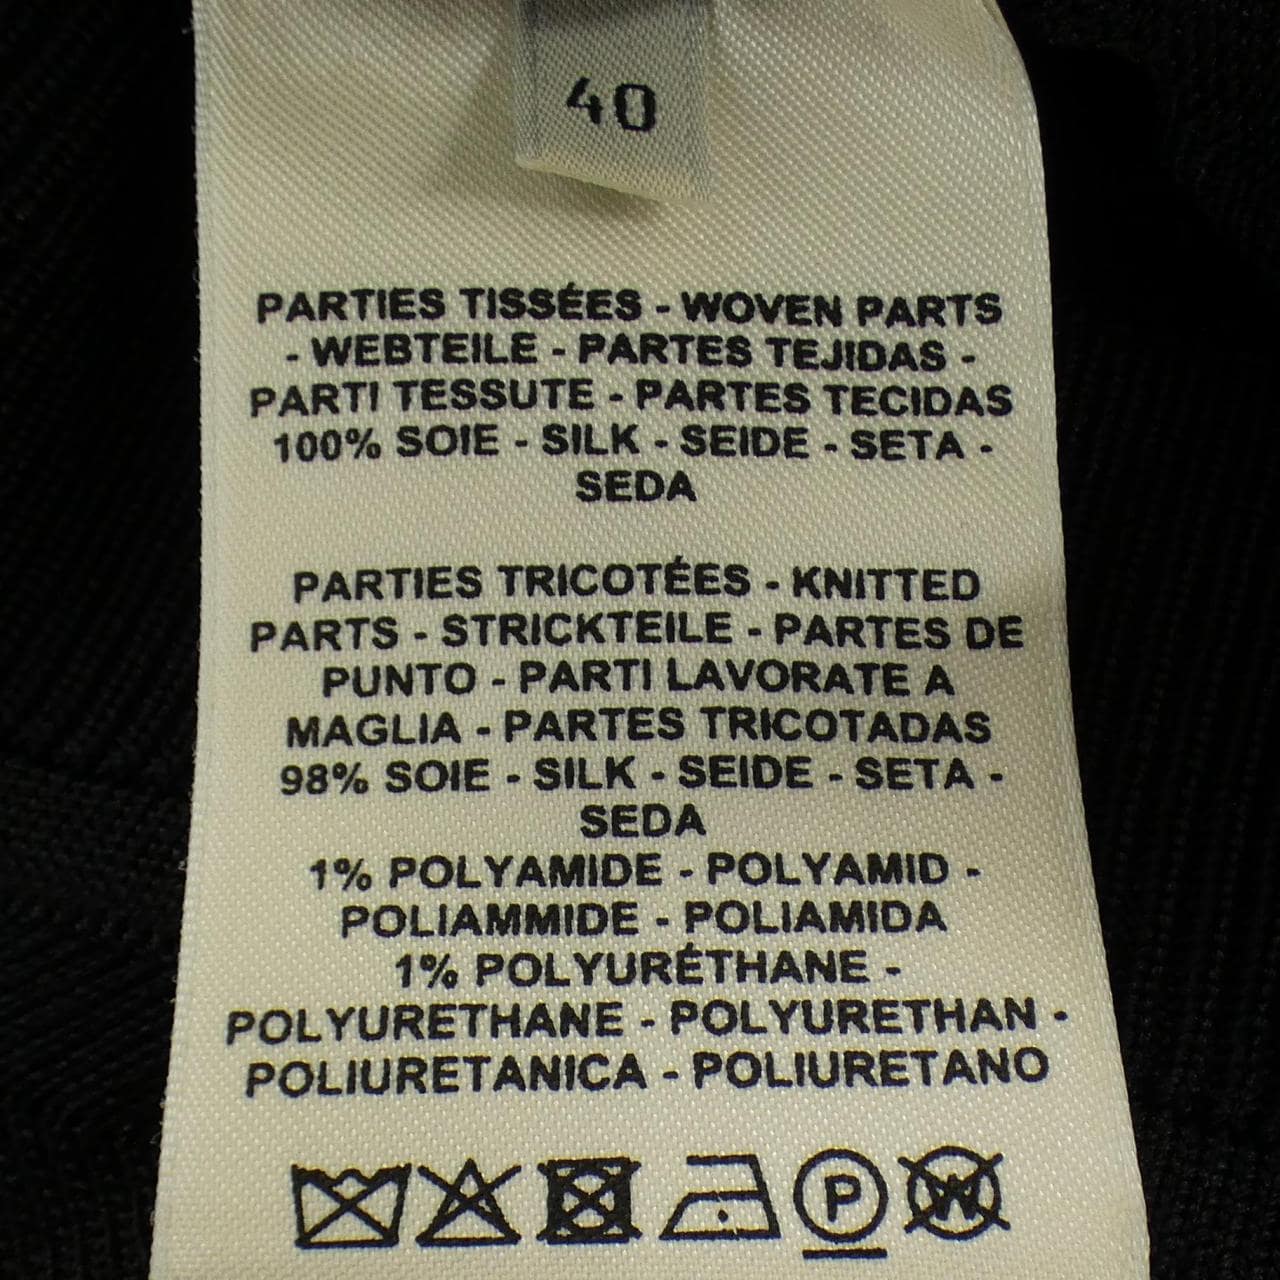 40
PARTIES TISSÉES - WOVEN PARTS
- WEBTEILE - PARTES TEJIDAS -
PARTI TESSUTE - PARTES TECIDAS
100% SOIE - SILK - SEIDE - SETA -
SEDA
PARTIES TRICOTÉES - KNITTED
PARTS - STRICKTEILE - PARTES DE
PUNTO - PARTI LAVORATE A
MAGLIA - PARTES TRICOTADAS
98% SOIE - SILK - SEIDE - SETA -
SEDA
1% POLYAMIDE - POLYAMID -
POLIAMMIDE - POLIAMIDA
1% POLYURÉTHANE -
POLYURETHANE - POLYURETHAN -
POLIURETANICA - POLIURETANO
P W